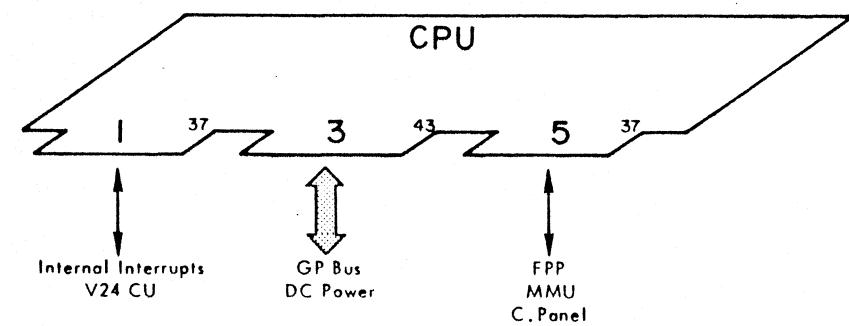 CPU
1 37 3 43 5 37
Internal Interrupts GP Bus FPP
V24 CU DC Power MMU
C.Panel